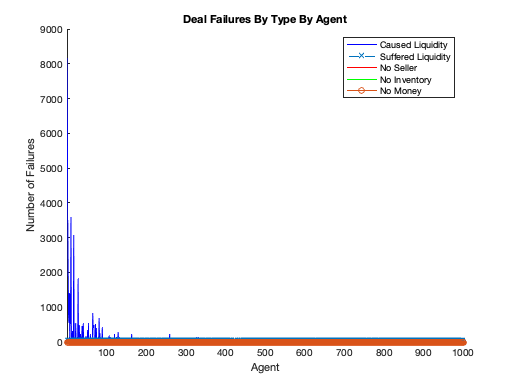 Deal Failures By Type By Agent
9000
8000
7000
6000
5000
4000
3000
2000
1000
0
Number of Failures
Caused Liquidity
Suffered Liquidity
No Seller
No Inventory
No Money
100 200 300 400 500 600 700 800 900 1000
Agent